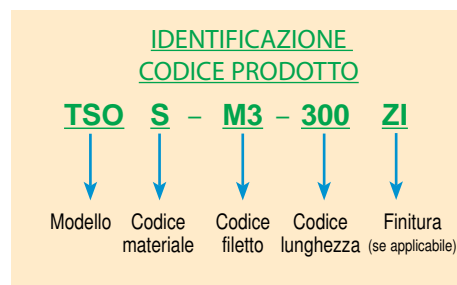 IDENTIFICAZIONE
CODICE PRODOTTO
TSO S – M3 – 300 ZI
Modello Codice materiale Codice filetto Codice lunghezza Finitura (se applicabile)